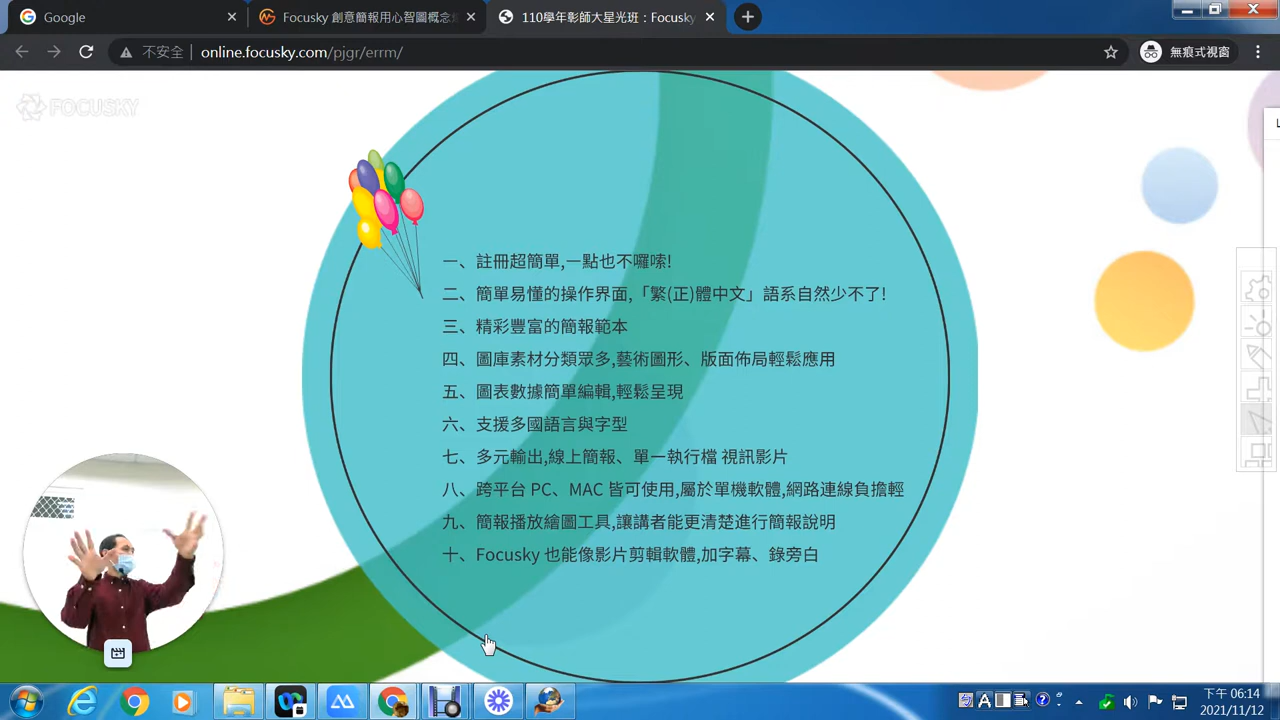 Google
Focusky 創意簡報用心智圖概念
110學年彰師大星光班：Focusky
不安全
online.focusky.com/pjgr/errm/
無痕式視窗
FOCUSKY
一、註冊超簡單,一點也不囉嗦!
二、簡單易懂的操作界面,「繁(正)體中文」語系自然少不了!
三、精彩豐富的簡報範本
四、圖庫素材分類眾多,藝術圖形、版面佈局輕鬆應用
五、圖表數據簡單編輯,輕鬆呈現
六、支援多國語言與字型
七、多元輸出,線上簡報、單一執行檔 視訊影片
八、跨平台 PC、MAC 皆可使用,屬於單機軟體,網路連線負擔輕
九、簡報播放繪圖工具,讓講者能更清楚進行簡報說明
十、Focusky 也能像影片剪輯軟體,加字幕、錄旁白
下午 06:14
2021/11/12